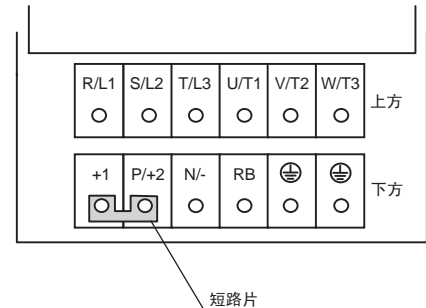 R/L1 S/L2 T/L3 U/T1 V/T2 W/T3 上方
+1 P/+2 N/- RB 下方
短路片